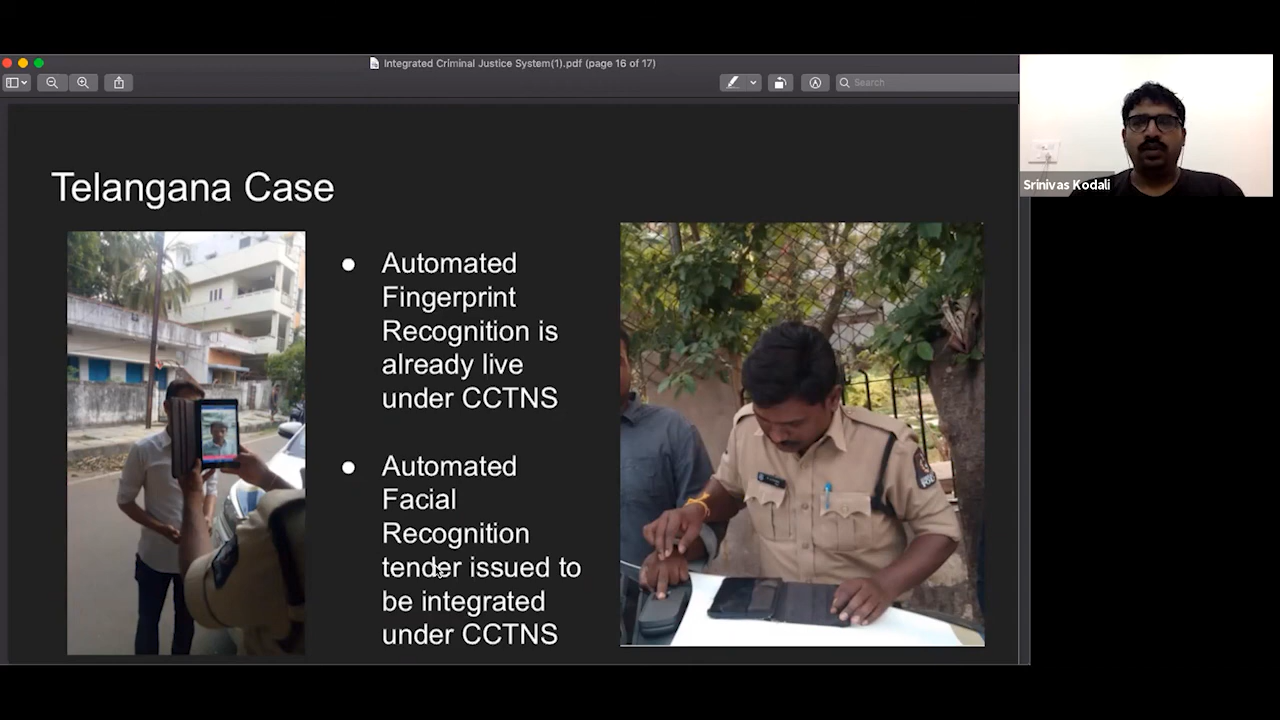 Integrated Criminal Justice System(1).pdf (page 16 of 17)
Search
Srinivas Kodali
Telangana Case
● Automated
Fingerprint
Recognition is
already live
under CCTNS
● Automated
Facial
Recognition
tender issued to
be integrated
under CCTNS